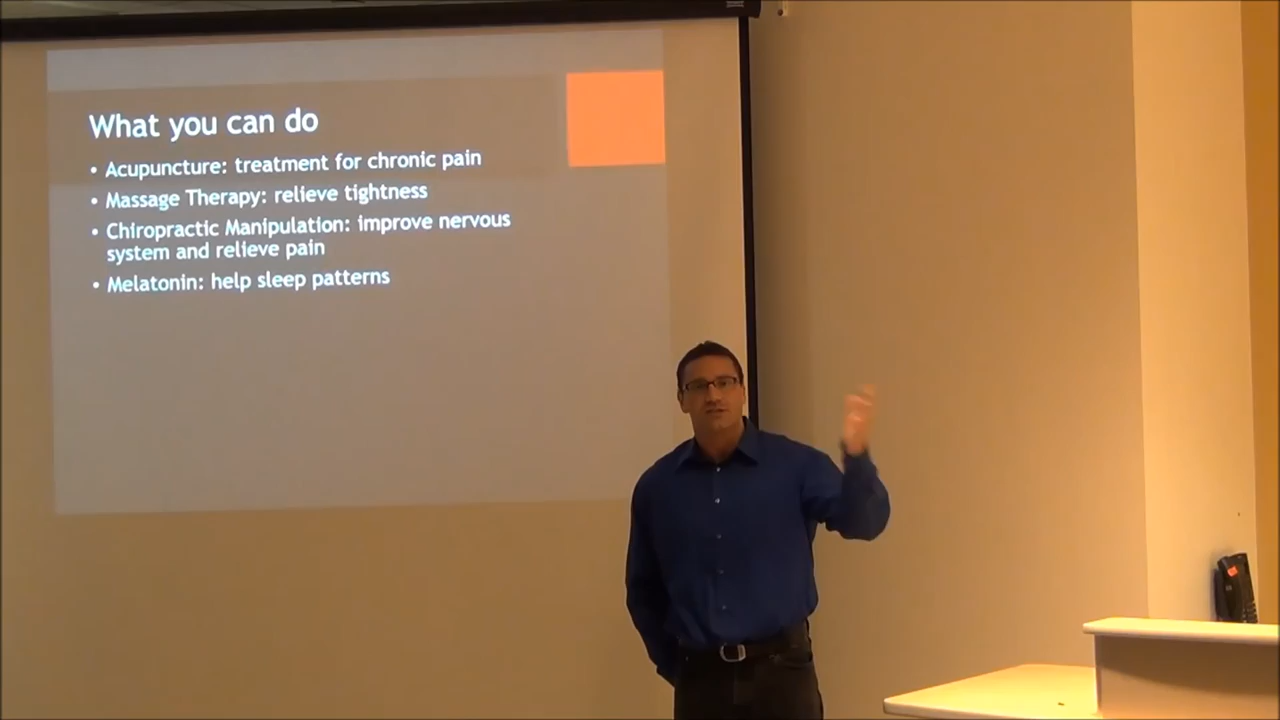 What you can do
• Acupuncture: treatment for chronic pain
• Massage Therapy: relieve tightness
• Chiropractic Manipulation: improve nervous
system and relieve pain
• Melatonin: help sleep patterns